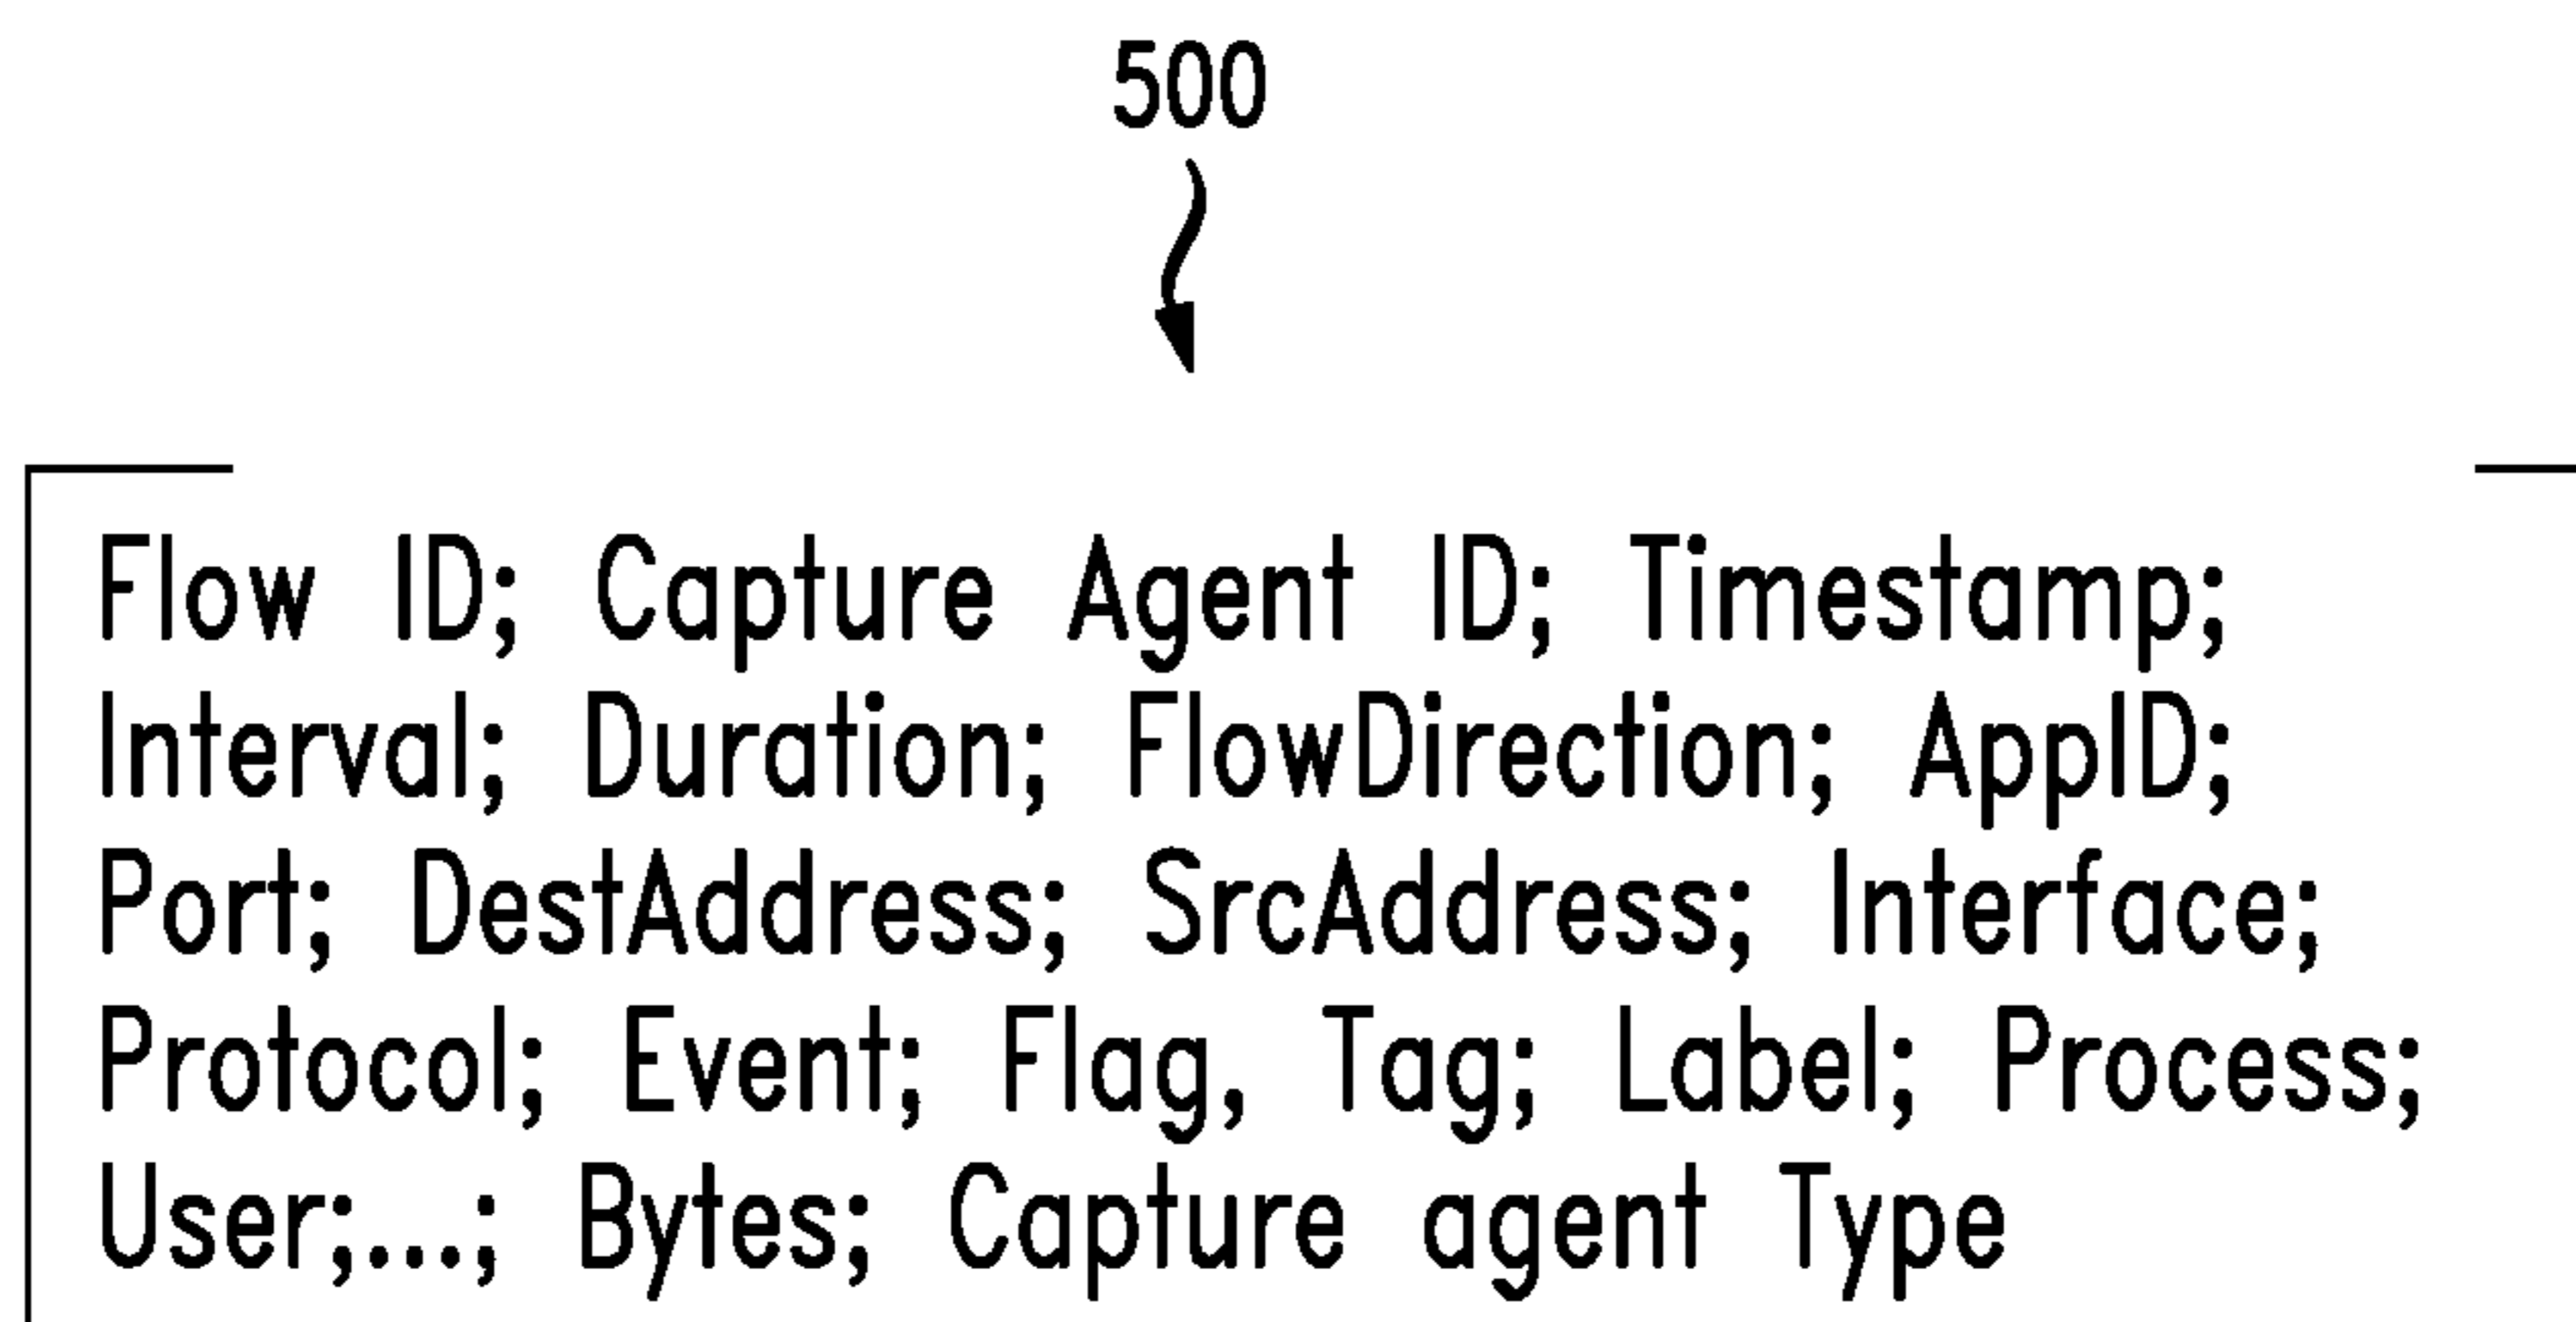 500
Flow ID; Capture Agent ID; Timestamp;
Interval; Duration; FlowDirection; AppID;
Port; DestAddress; SrcAddress; Interface;
Protocol; Event; Flag, Tag; Label; Process;
User;...; Bytes; Capture agent Type